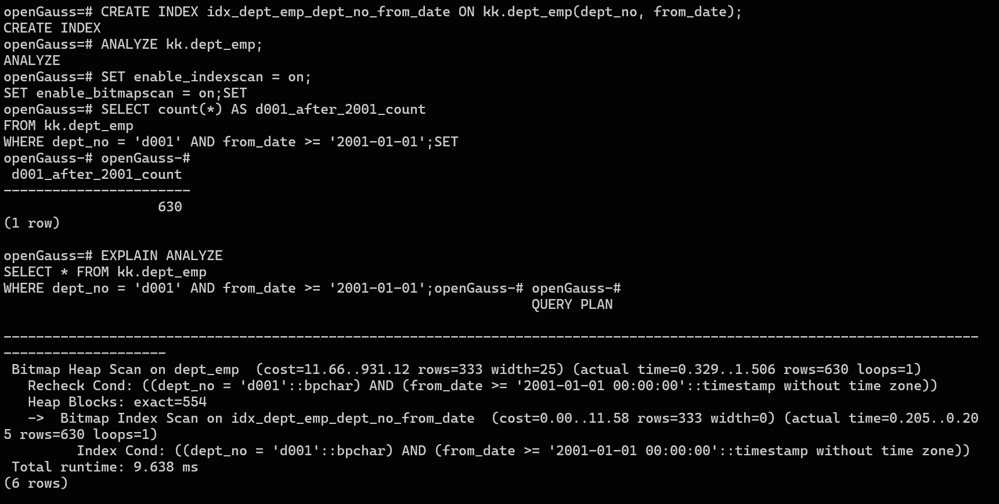 openGauss=# CREATE INDEX idx_dept_emp_dept_no_from_date ON kk.dept_emp(dept_no, from_date);
CREATE INDEX
openGauss=# ANALYZE kk.dept_emp;
ANALYZE
openGauss=# SET enable_indexscan = on;
SET enable_bitmapscan = on;SET
openGauss=# SELECT count(*) AS d001_after_2001_count
FROM kk.dept_emp
WHERE dept_no = 'd001' AND from_date >= '2001-01-01';SET
openGauss-# openGauss-#
 d001_after_2001_count
-----------------------
                   630
(1 row)

openGauss=# EXPLAIN ANALYZE
SELECT * FROM kk.dept_emp
WHERE dept_no = 'd001' AND from_date >= '2001-01-01';openGauss-# openGauss-#
                                                                 QUERY PLAN

------------------------------------------------------------------------------------------------------------------------
--------------------
 Bitmap Heap Scan on dept_emp  (cost=11.66..931.12 rows=333 width=25) (actual time=0.329..1.506 rows=630 loops=1)
   Recheck Cond: ((dept_no = 'd001'::bpchar) AND (from_date >= '2001-01-01 00:00:00'::timestamp without time zone))
   Heap Blocks: exact=554
   ->  Bitmap Index Scan on idx_dept_emp_dept_no_from_date  (cost=0.00..11.58 rows=333 width=0) (actual time=0.205..0.20
5 rows=630 loops=1)
         Index Cond: ((dept_no = 'd001'::bpchar) AND (from_date >= '2001-01-01 00:00:00'::timestamp without time zone))
 Total runtime: 9.638 ms
(6 rows)